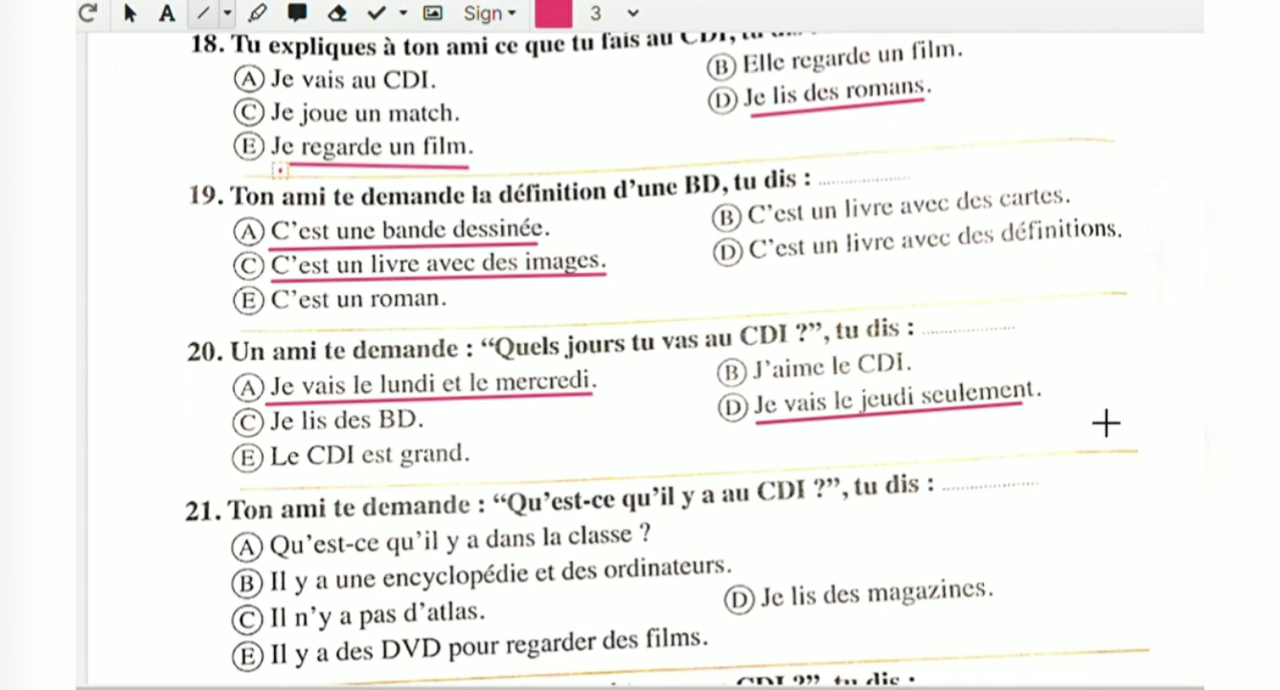 A Sign 3
18. Tu expliques à ton ami ce que tu fais au CDI,
Ⓐ Je vais au CDI. Ⓑ Elle regarde un film.
Ⓒ Je joue un match. Ⓓ Je lis des romans.
Ⓔ Je regarde un film.
19. Ton ami te demande la définition d’une BD, tu dis : ....................
Ⓐ C’est une bande dessinée. Ⓑ C’est un livre avec des cartes.
Ⓒ C’est un livre avec des images. Ⓓ C’est un livre avec des définitions.
Ⓔ C’est un roman.
20. Un ami te demande : “Quels jours tu vas au CDI ?”, tu dis : ....................
Ⓐ Je vais le lundi et le mercredi. Ⓑ J’aime le CDI.
Ⓒ Je lis des BD. Ⓓ Je vais le jeudi seulement.
Ⓔ Le CDI est grand.
21. Ton ami te demande : “Qu’est-ce qu’il y a au CDI ?”, tu dis : ....................
Ⓐ Qu’est-ce qu’il y a dans la classe ?
Ⓑ Il y a une encyclopédie et des ordinateurs.
Ⓒ Il n’y a pas d’atlas. Ⓓ Je lis des magazines.
Ⓔ Il y a des DVD pour regarder des films.
CDI ?”, tu dis :